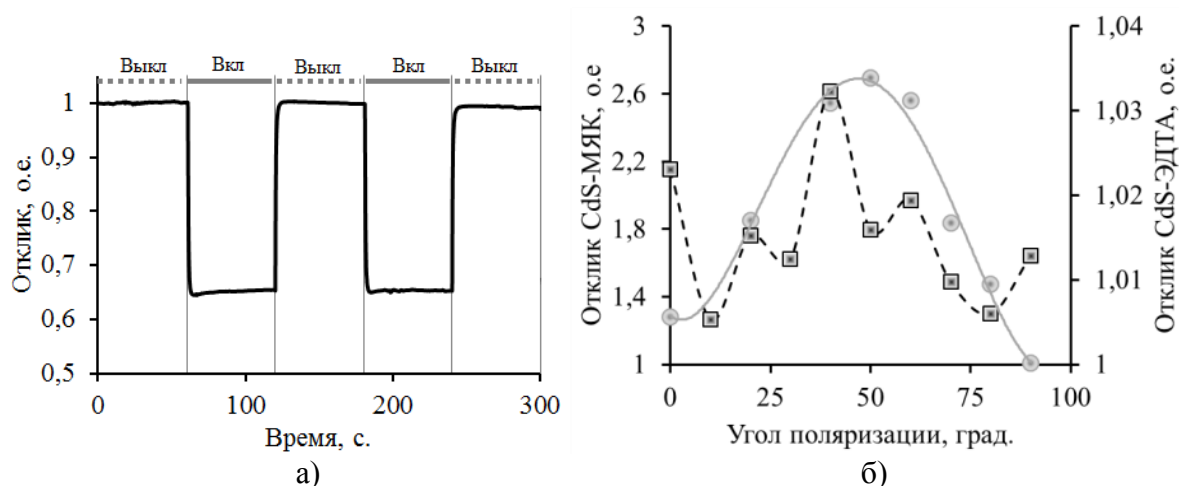 Выкл Вкл Выкл Вкл Выкл
Отклик, о.е.
1
0,9
0,8
0,7
0,6
0,5
0 100 200 300
Время, с.
а)
Отклик CdS-МЯК, о.е
3
2,6
2,2
1,8
1,4
1
1,04
1,03
1,02
1,01
1
Отклик CdS-ЭДТА, о.е.
0 25 50 75 100
Угол поляризации, град.
б)